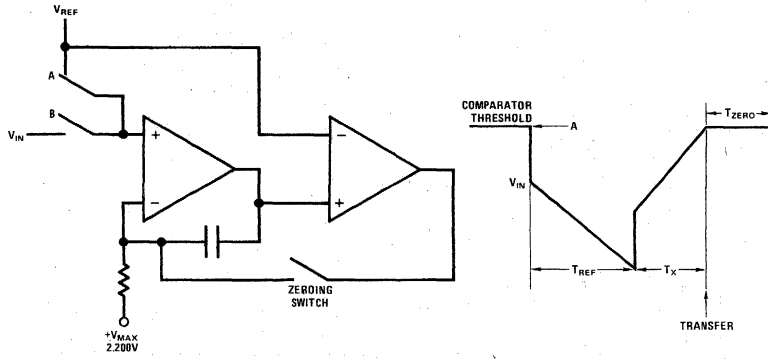 VREF
A
B
VIN
+
−
−
+
ZEROING
SWITCH
+VMAX
2.200V
COMPARATOR
THRESHOLD
A
TZERO
VIN
TREF
TX
TRANSFER